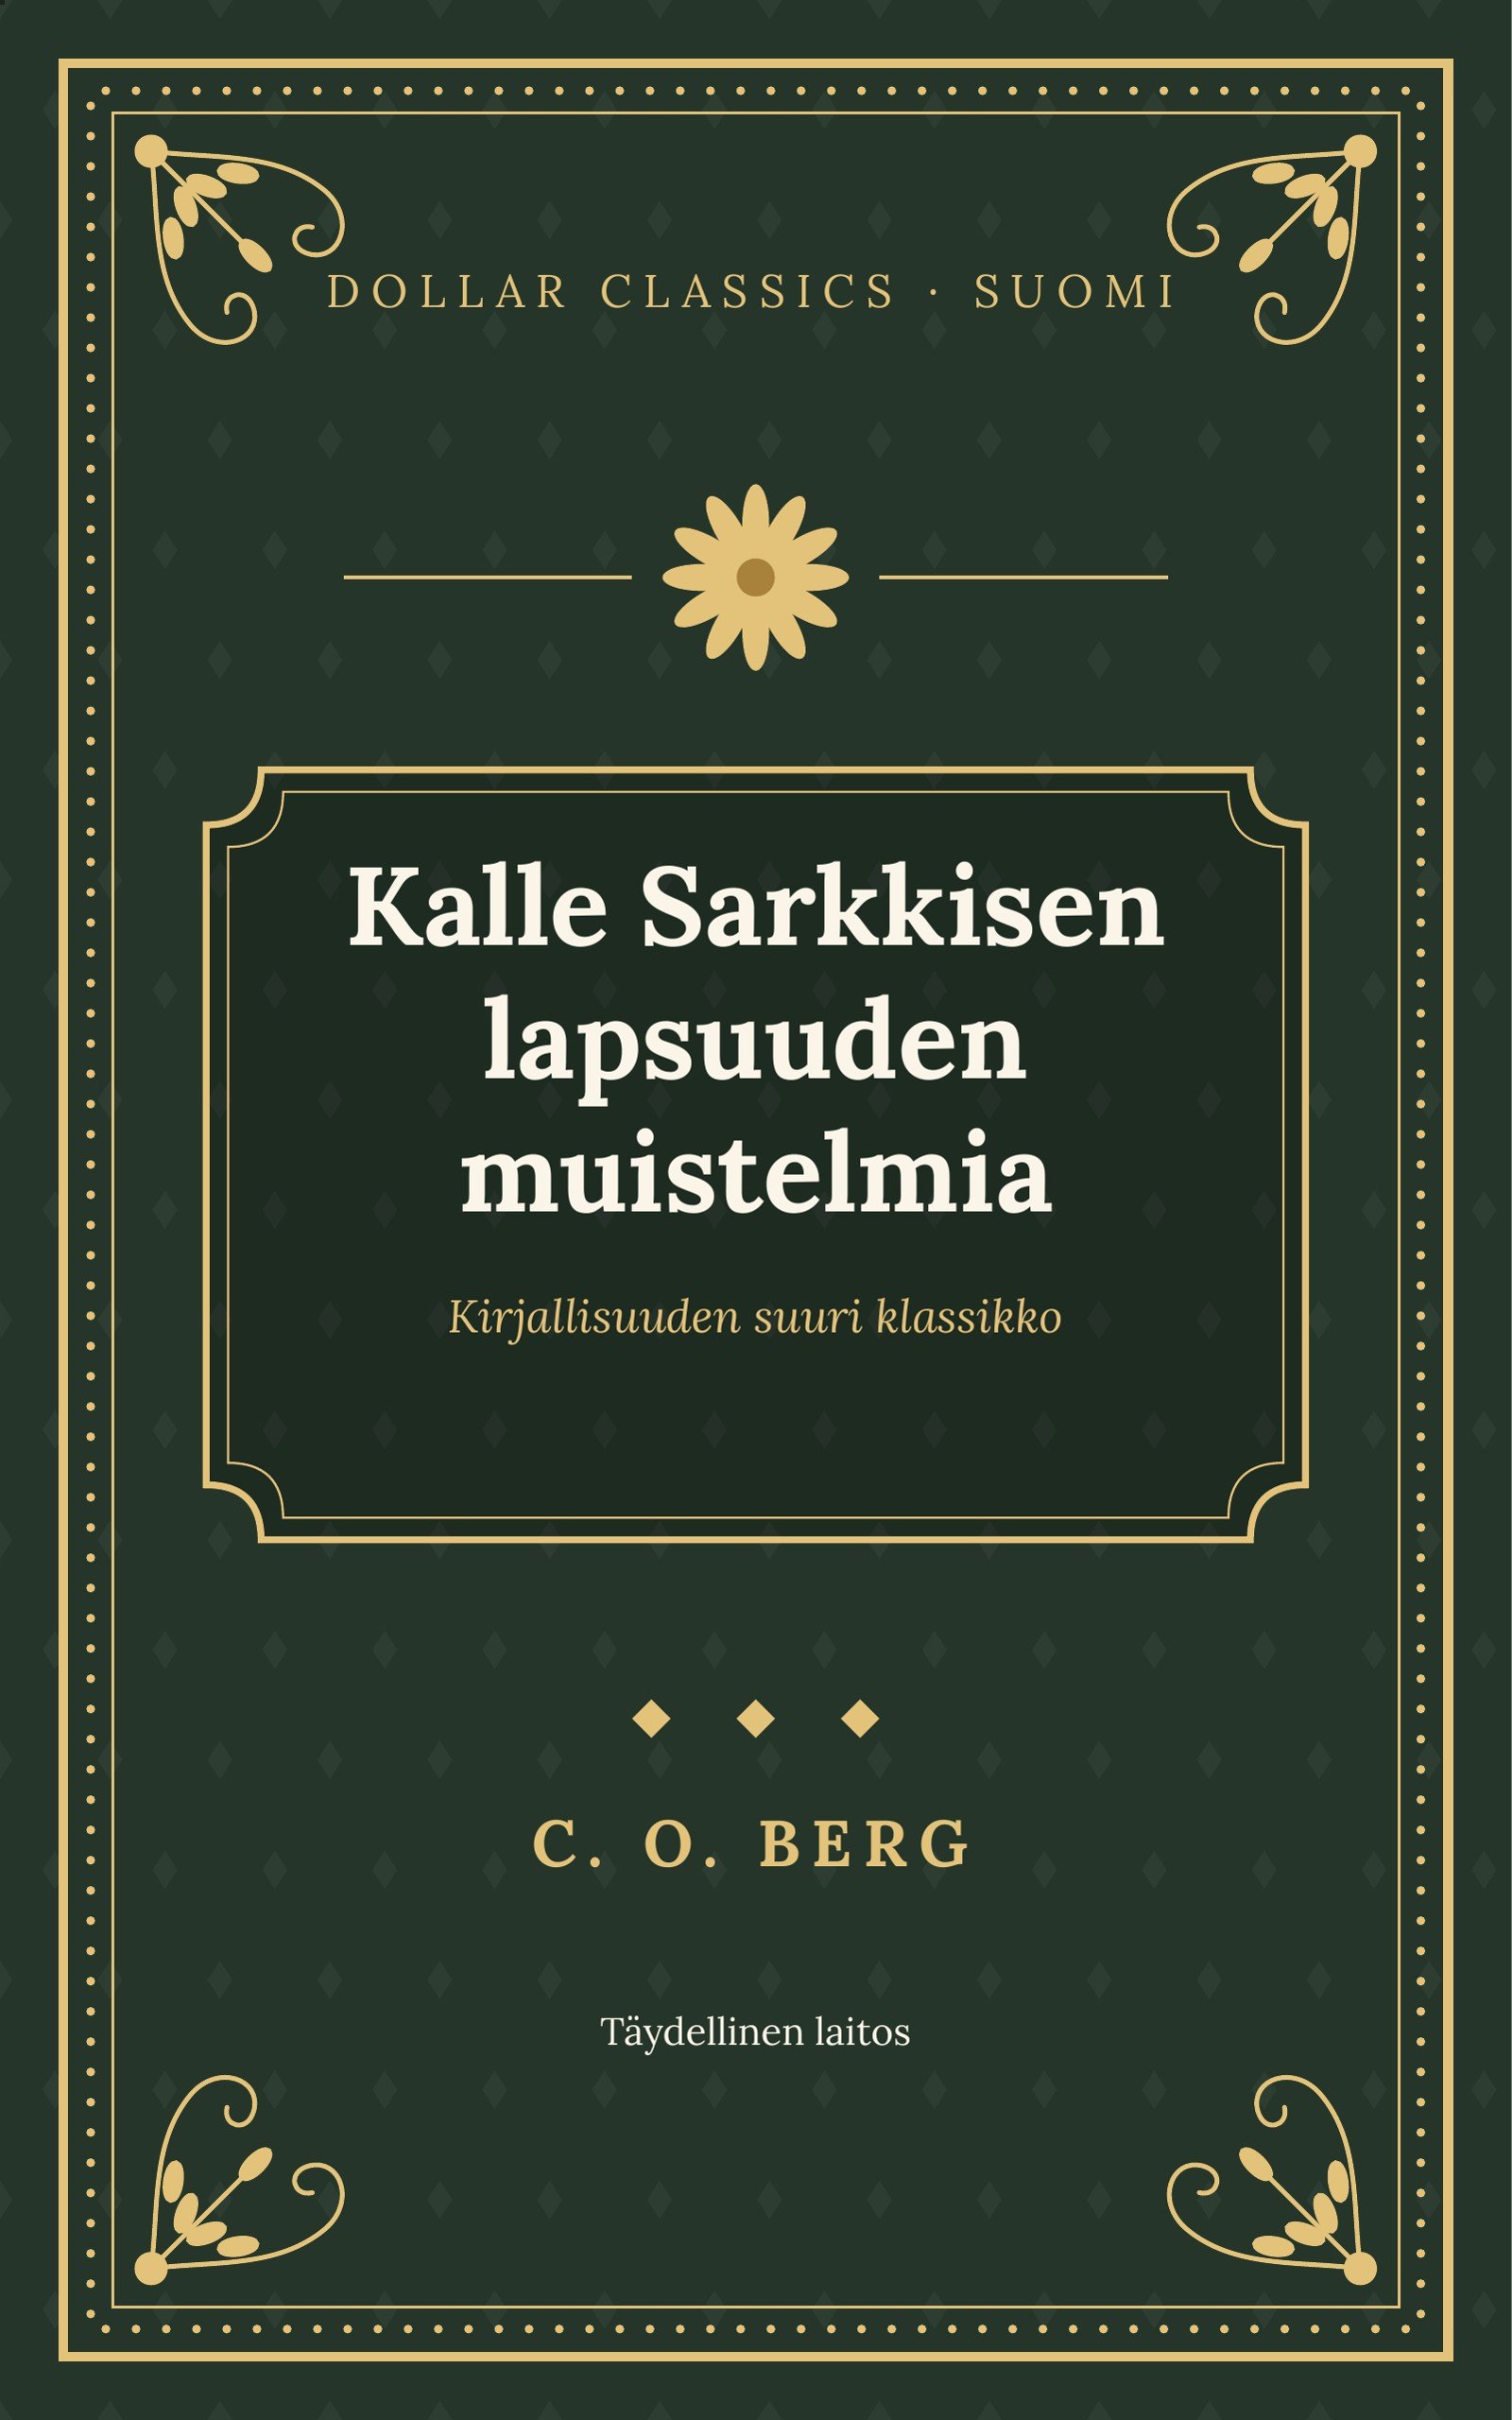 DOLLAR CLASSICS · SUOMI
Kalle Sarkkisen
lapsuuden
muistelmia
Kirjallisuuden suuri klassikko
C. O. BERG
Täydellinen laitos